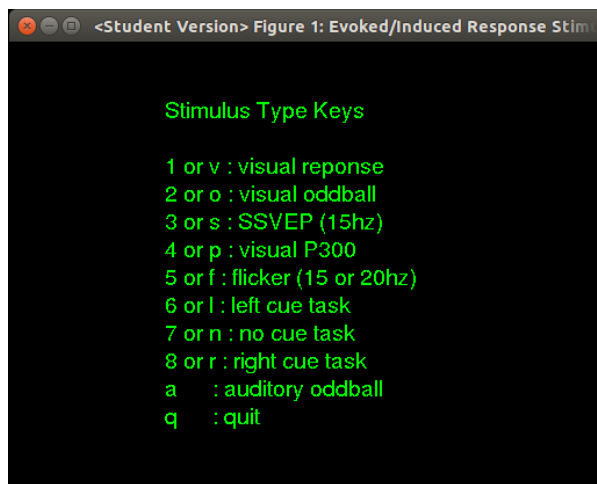 <Student Version> Figure 1: Evoked/Induced Response Stim
Stimulus Type Keys
1 or v : visual reponse
2 or o : visual oddball
3 or s : SSVEP (15hz)
4 or p : visual P300
5 or f : flicker (15 or 20hz)
6 or l : left cue task
7 or n : no cue task
8 or r : right cue task
a : auditory oddball
q : quit